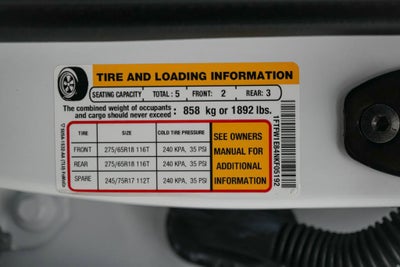 TIRE AND LOADING INFORMATION
SEATING CAPACITY TOTAL : 5 FRONT: 2 REAR: 3
The combined weight of occupants
and cargo should never exceed : 858 kg or 1892 lbs.
TIRE SIZE COLD TIRE PRESSURE
FRONT 275/65R18 116T 240 KPA, 35 PSI
REAR 275/65R18 116T 240 KPA, 35 PSI
SPARE 245/75R17 112T 240 KPA, 35 PSI
SEE OWNERS
MANUAL FOR
ADDITIONAL
INFORMATION
1FTFW1E84NKF05192